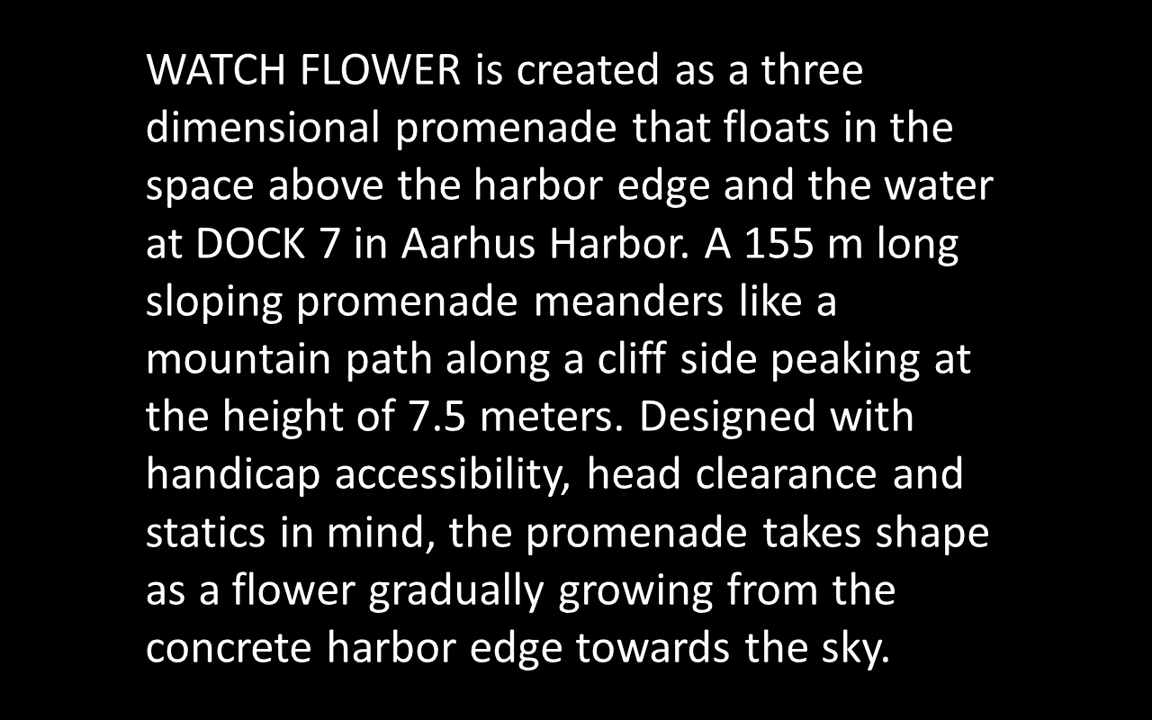 WATCH FLOWER is created as a three
dimensional promenade that floats in the
space above the harbor edge and the water
at DOCK 7 in Aarhus Harbor. A 155 m long
sloping promenade meanders like a
mountain path along a cliff side peaking at
the height of 7.5 meters. Designed with
handicap accessibility, head clearance and
statics in mind, the promenade takes shape
as a flower gradually growing from the
concrete harbor edge towards the sky.